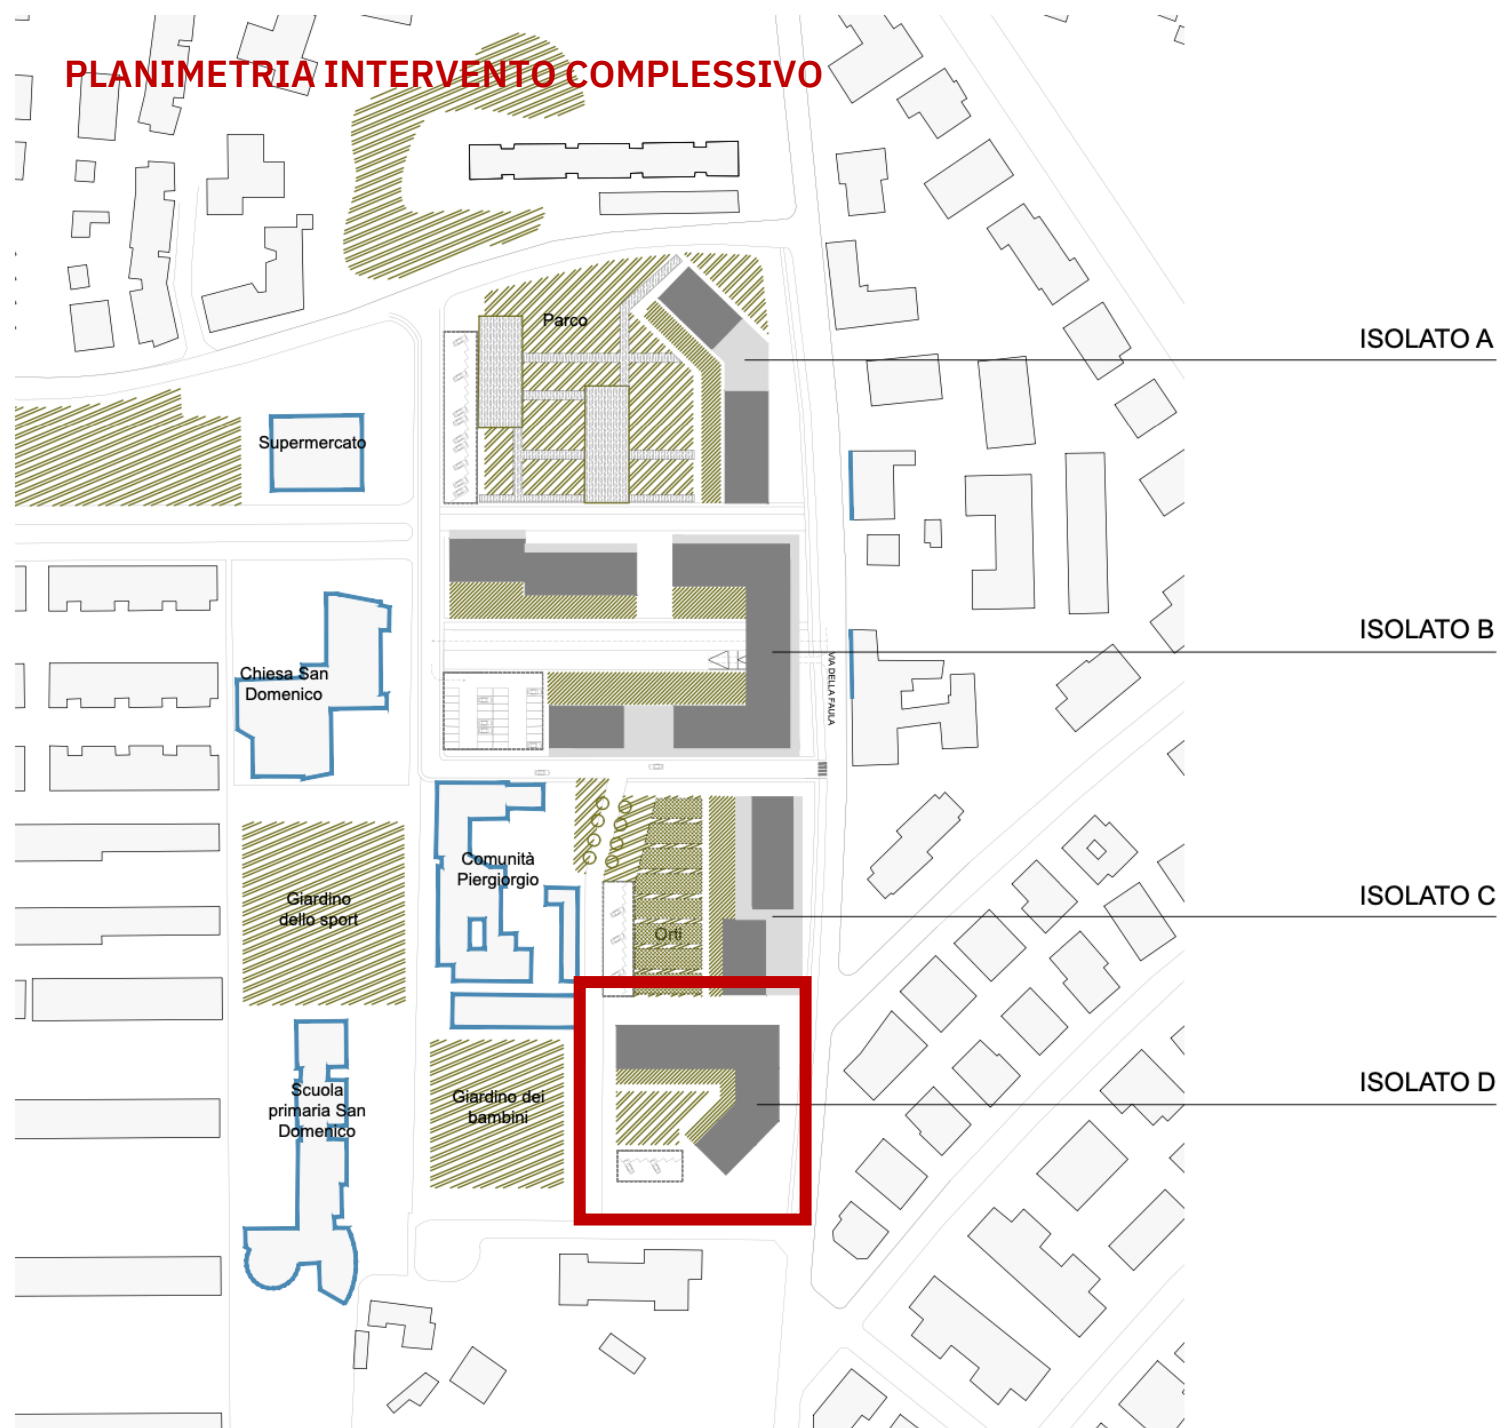 PLANIMETRIA INTERVENTO COMPLESSIVO
Parco
ISOLATO A
Supermercato
ISOLATO B
Chiesa San
Domenico
VIA DELLA FAULA
Comunità
Piergiorgio
Giardino
dello sport
ISOLATO C
Orti
ISOLATO D
Scuola
primaria San
Domenico
Giardino dei
bambini